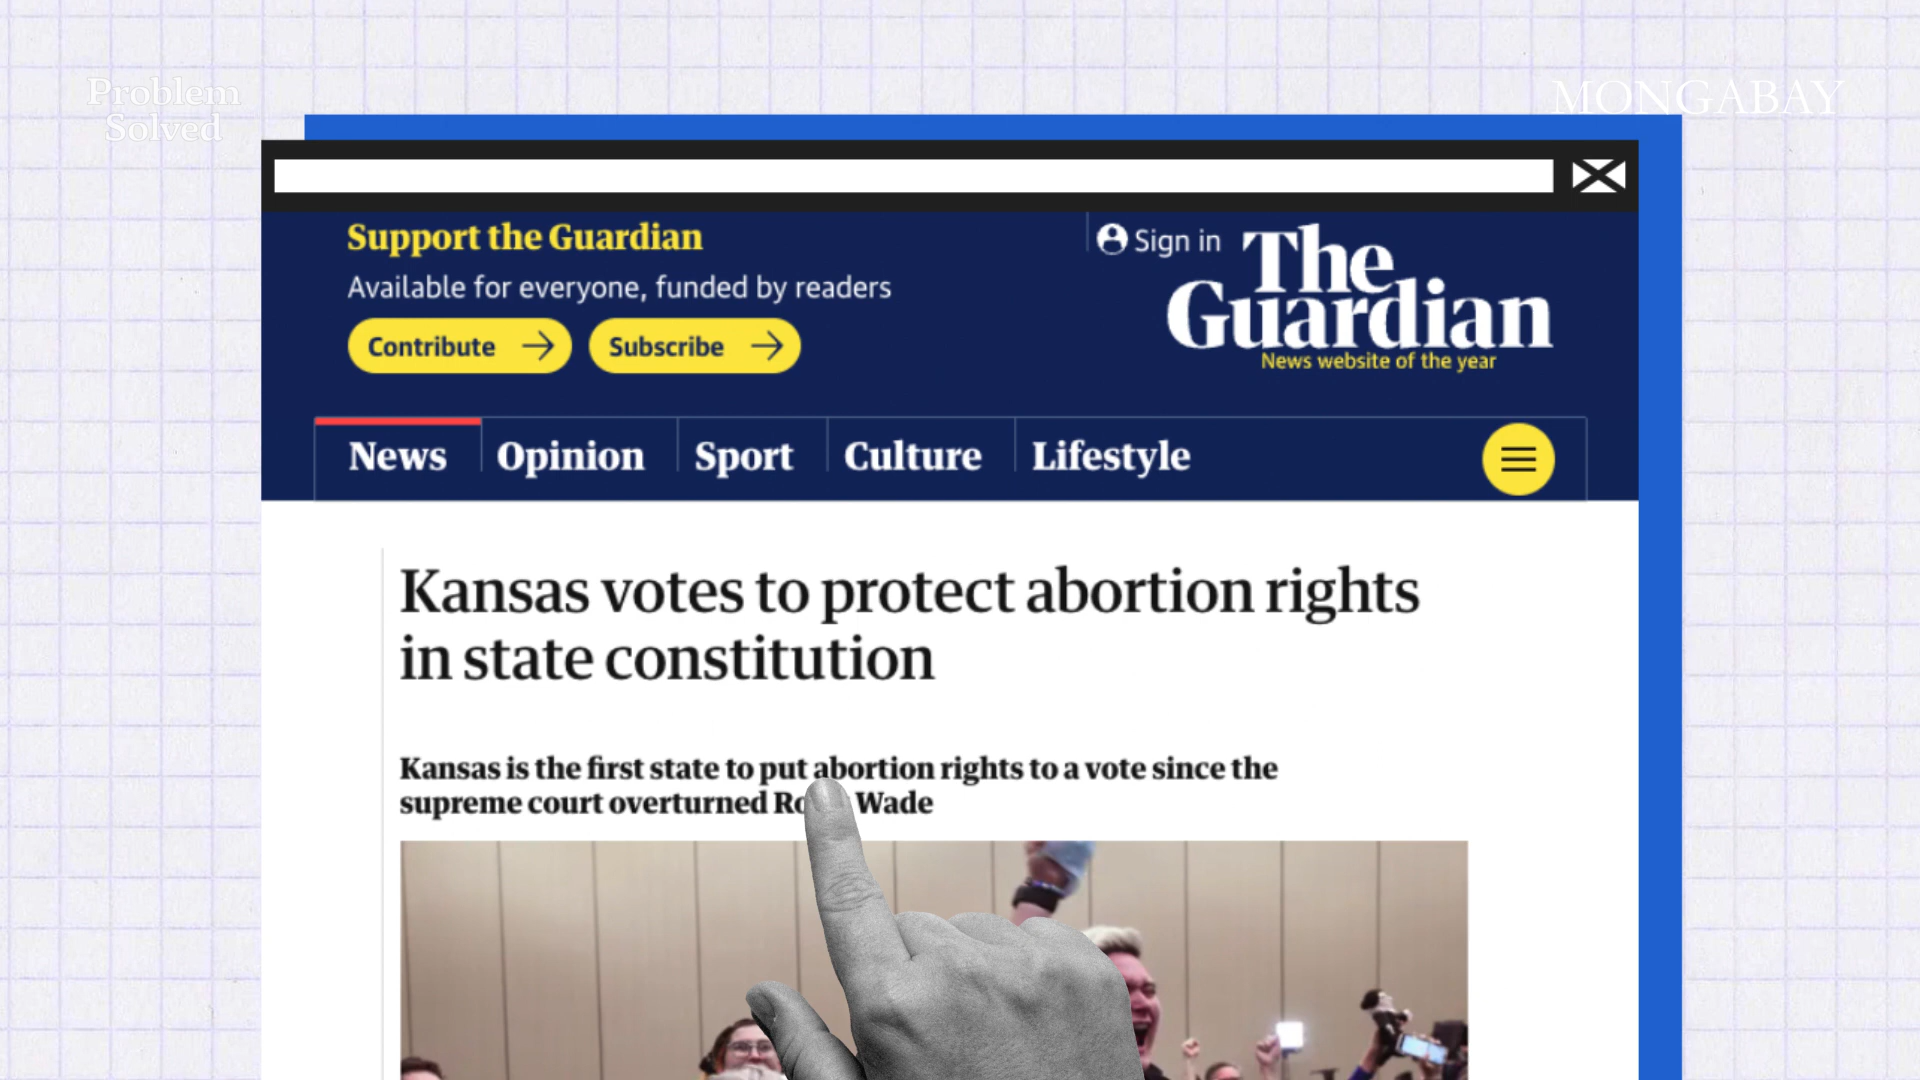 Problem
Solved
MONGABAY
Support the Guardian
Available for everyone, funded by readers
Contribute
Subscribe
Sign in
The
Guardian
News website of the year
News
Opinion
Sport
Culture
Lifestyle
Kansas votes to protect abortion rights
in state constitution
Kansas is the first state to put abortion rights to a vote since the
supreme court overturned Wade